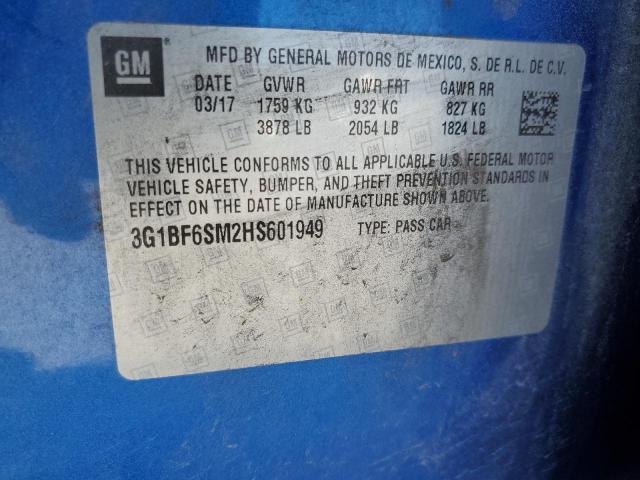 GM
MFD BY GENERAL MOTORS DE MEXICO, S. DE R.L. DE C.V.
DATE GVWR GAWR FRT GAWR RR
03/17 1759 KG 932 KG 827 KG
3878 LB 2054 LB 1824 LB
THIS VEHICLE CONFORMS TO ALL APPLICABLE U.S. FEDERAL MOTOR
VEHICLE SAFETY, BUMPER, AND THEFT PREVENTION STANDARDS IN
EFFECT ON THE DATE OF MANUFACTURE SHOWN ABOVE.
3G1BF6SM2HS601949 TYPE: PASS CAR